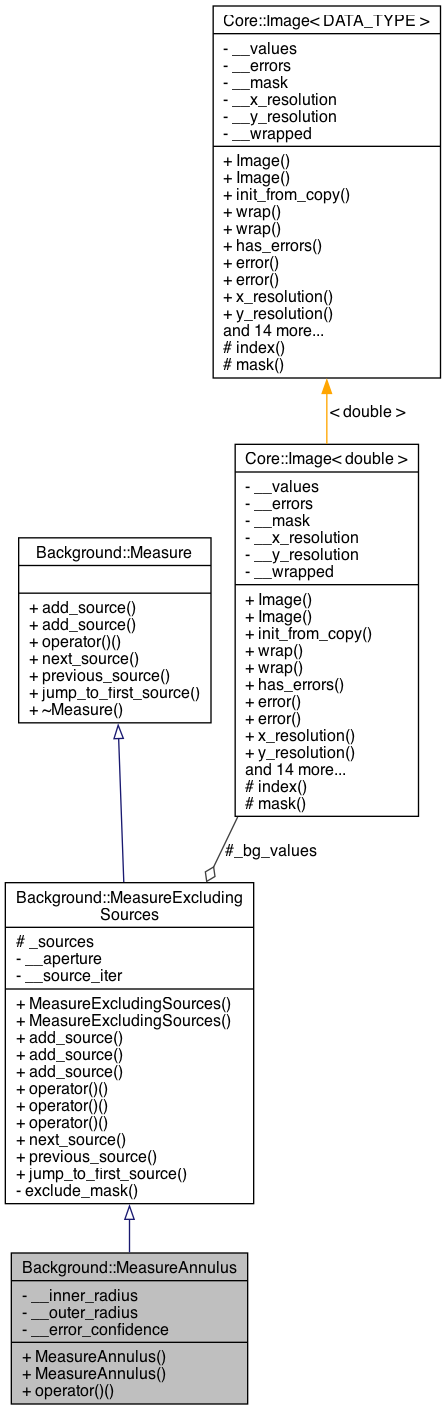 Core::Image< DATA_TYPE >
- __values
- __errors
- __mask
- __x_resolution
- __y_resolution
- __wrapped
+ Image()
+ Image()
+ init_from_copy()
+ wrap()
+ wrap()
+ has_errors()
+ error()
+ error()
+ x_resolution()
+ y_resolution()
and 14 more...
# index()
# mask()
< double >
Core::Image< double >
- __values
- __errors
- __mask
- __x_resolution
- __y_resolution
- __wrapped
+ Image()
+ Image()
+ init_from_copy()
+ wrap()
+ wrap()
+ has_errors()
+ error()
+ error()
+ x_resolution()
+ y_resolution()
and 14 more...
# index()
# mask()
Background::Measure
+ add_source()
+ add_source()
+ operator()()
+ next_source()
+ previous_source()
+ jump_to_first_source()
+ ~Measure()
#_bg_values
Background::MeasureExcluding
Sources
# _sources
- __aperture
- __source_iter
+ MeasureExcludingSources()
+ MeasureExcludingSources()
+ add_source()
+ add_source()
+ add_source()
+ operator()()
+ operator()()
+ operator()()
+ next_source()
+ previous_source()
+ jump_to_first_source()
- exclude_mask()
Background::MeasureAnnulus
- __inner_radius
- __outer_radius
- __error_confidence
+ MeasureAnnulus()
+ MeasureAnnulus()
+ operator()()